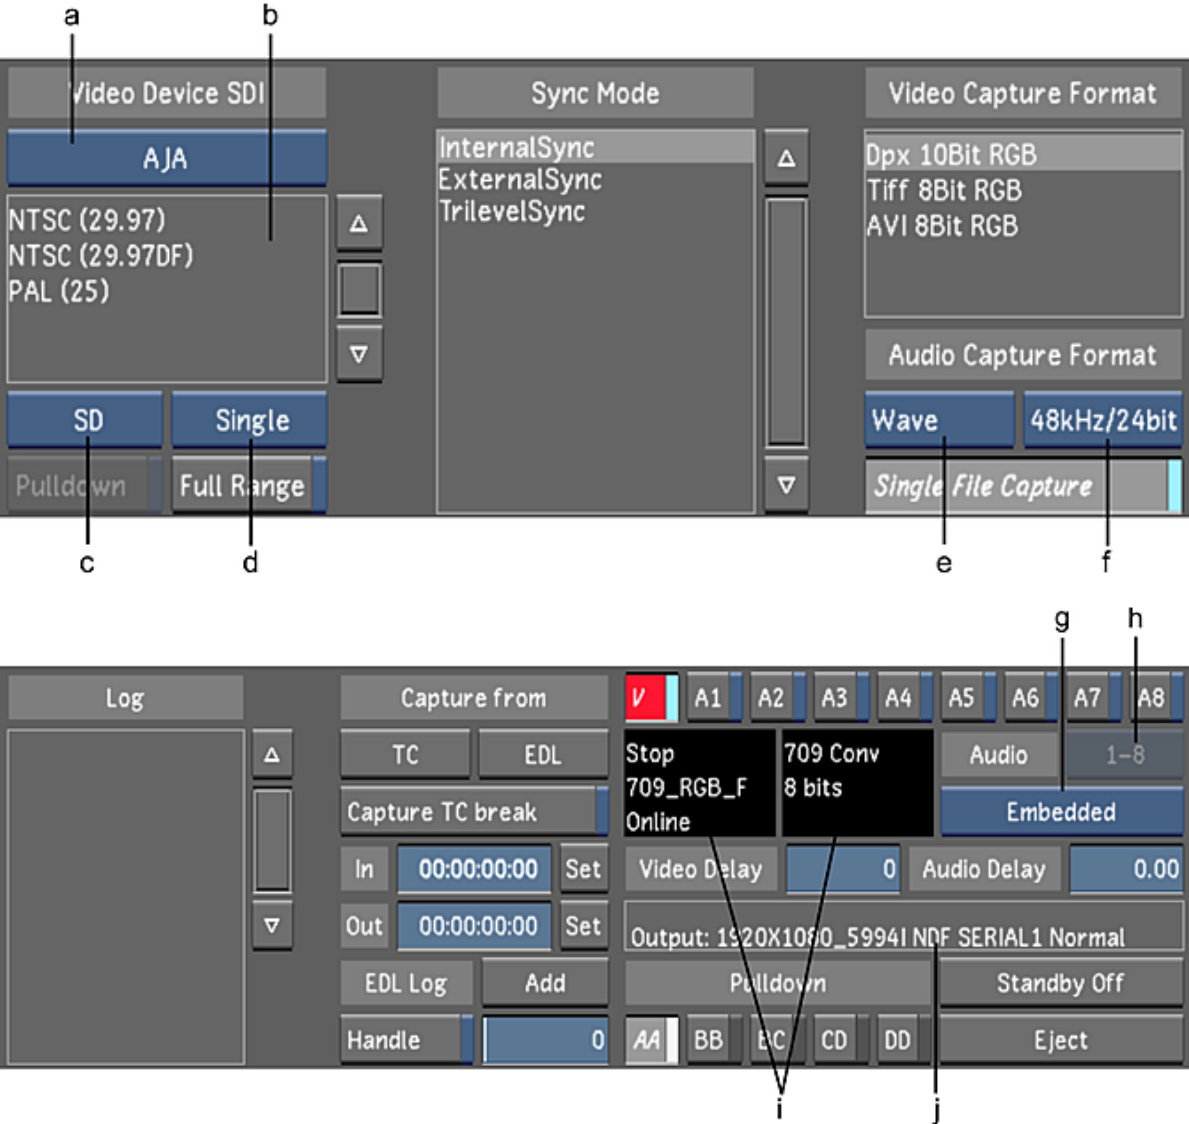 a b
Video Device SDI Sync Mode Video Capture Format
AJA
InternalSync
ExternalSync
TrilevelSync
Dpx 10Bit RGB
Tiff 8Bit RGB
AVI 8Bit RGB
NTSC (29.97)
NTSC (29.97DF)
PAL (25)
Audio Capture Format
SD Single Wave 48kHz/24bit
Pulldown Full Range Single File Capture
c d e f
g h
Log Capture from V A1 A2 A3 A4 A5 A6 A7 A8
TC EDL
Stop
709_RGB_F
Online
709 Conv
8 bits
Audio 1-8
Capture TC break Embedded
In 00:00:00:00 Set Video Delay 0 Audio Delay 0.00
Out 00:00:00:00 Set Output: 1920X1080_5994I NDF SERIAL1 Normal
EDL Log Add Pulldown Standby Off
Handle 0 AA BB BC CD DD Eject
i j